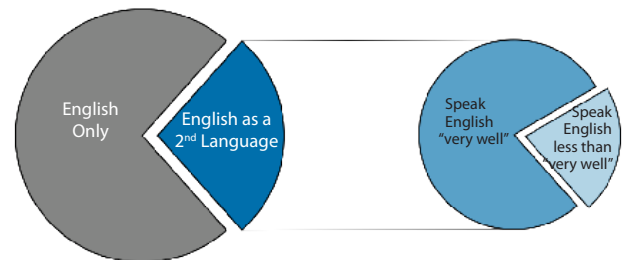 English
Only
English as a
2nd Language
Speak
English
"very well"
Speak
English
less than
"very well"